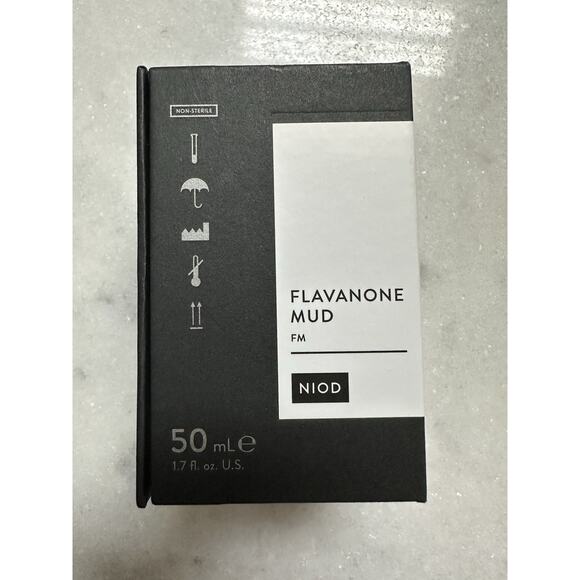 NON-STERILE
FLAVANONE
MUD
FM
NIOD
50 mL℮
1.7 fl. oz. U.S.